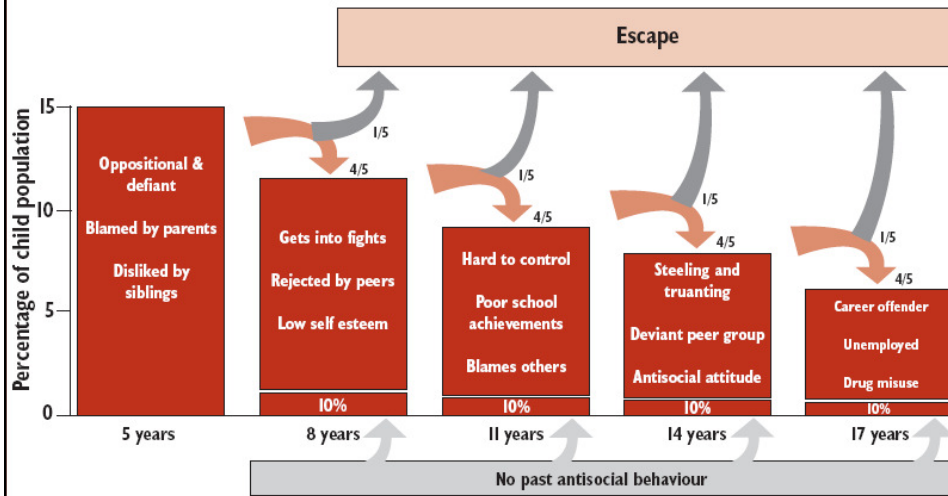 Escape
Percentage of child population
15
10
5
0
Oppositional &
defiant
Blamed by parents
Disliked by
siblings
5 years
1/5
4/5
Gets into fights
Rejected by peers
Low self esteem
10%
8 years
1/5
4/5
Hard to control
Poor school
achievements
Blames others
10%
11 years
1/5
4/5
Steeling and
truanting
Deviant peer group
Antisocial attitude
10%
14 years
1/5
4/5
Career offender
Unemployed
Drug misuse
10%
17 years
No past antisocial behaviour